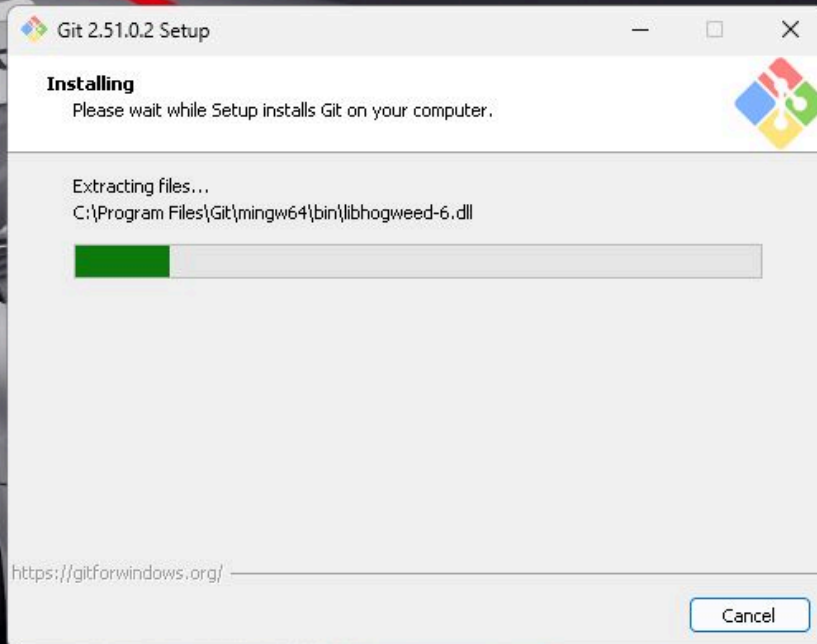 Git 2.51.0.2 Setup
Installing
Please wait while Setup installs Git on your computer.
Extracting files...
C:\Program Files\Git\mingw64\bin\libhogweed-6.dll
https://gitforwindows.org/
Cancel